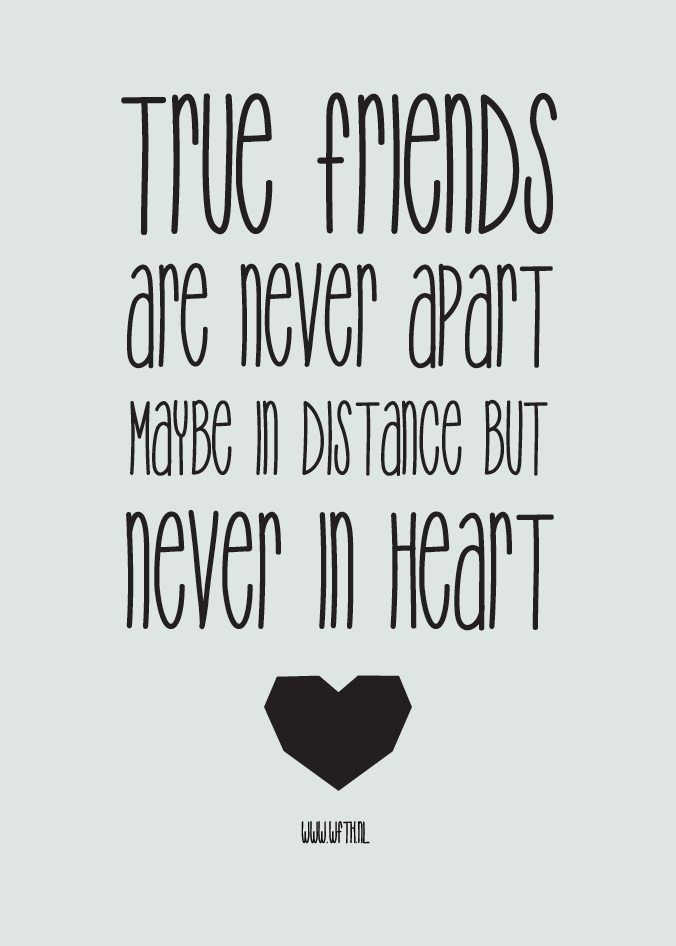 True friends
are never apart
maybe in distance but
never in heart
www.wfth.nl